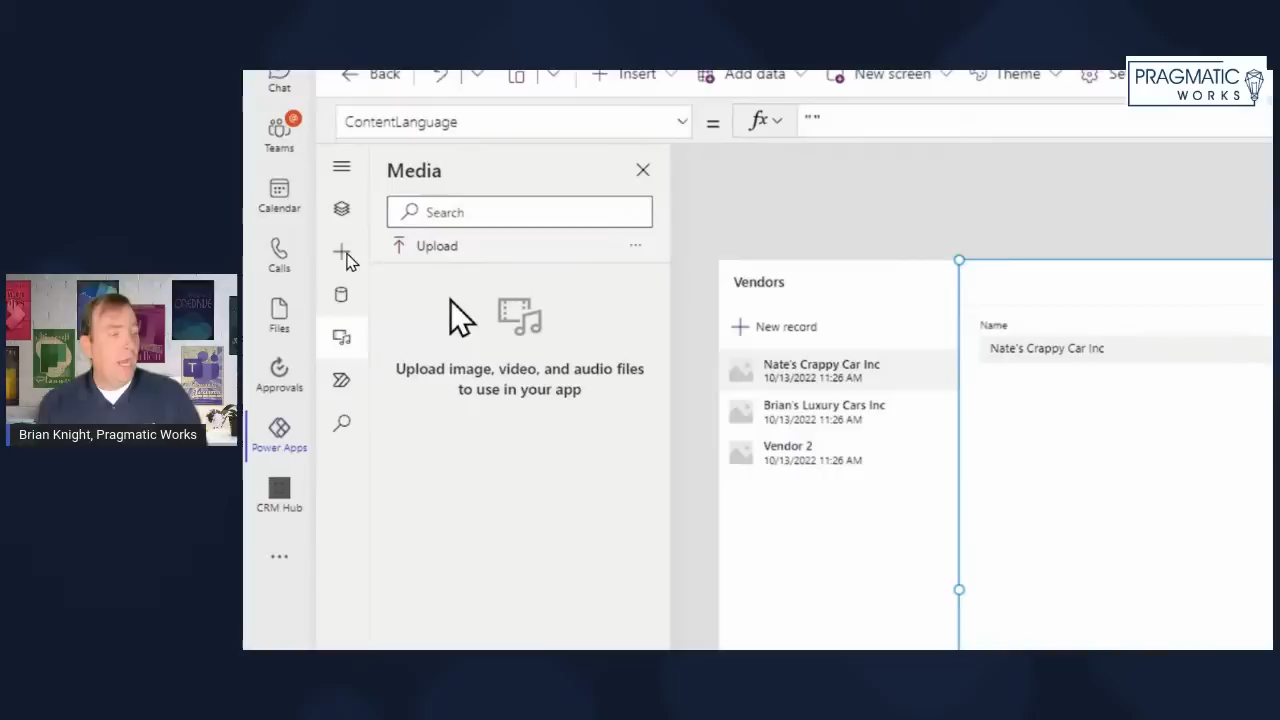 PRAGMATIC
WORKS
Chat
Back
Insert
Add data
New screen
Theme
ContentLanguage
=
fx
""
Teams
Calendar
Calls
Files
Approvals
Power Apps
CRM Hub
Media
Search
Upload
Upload image, video, and audio files
to use in your app
Vendors
New record
Nate's Crappy Car Inc
10/13/2022 11:26 AM
Brian's Luxury Cars Inc
10/13/2022 11:26 AM
Vendor 2
10/13/2022 11:26 AM
Name
Nate's Crappy Car Inc
Brian Knight, Pragmatic Works